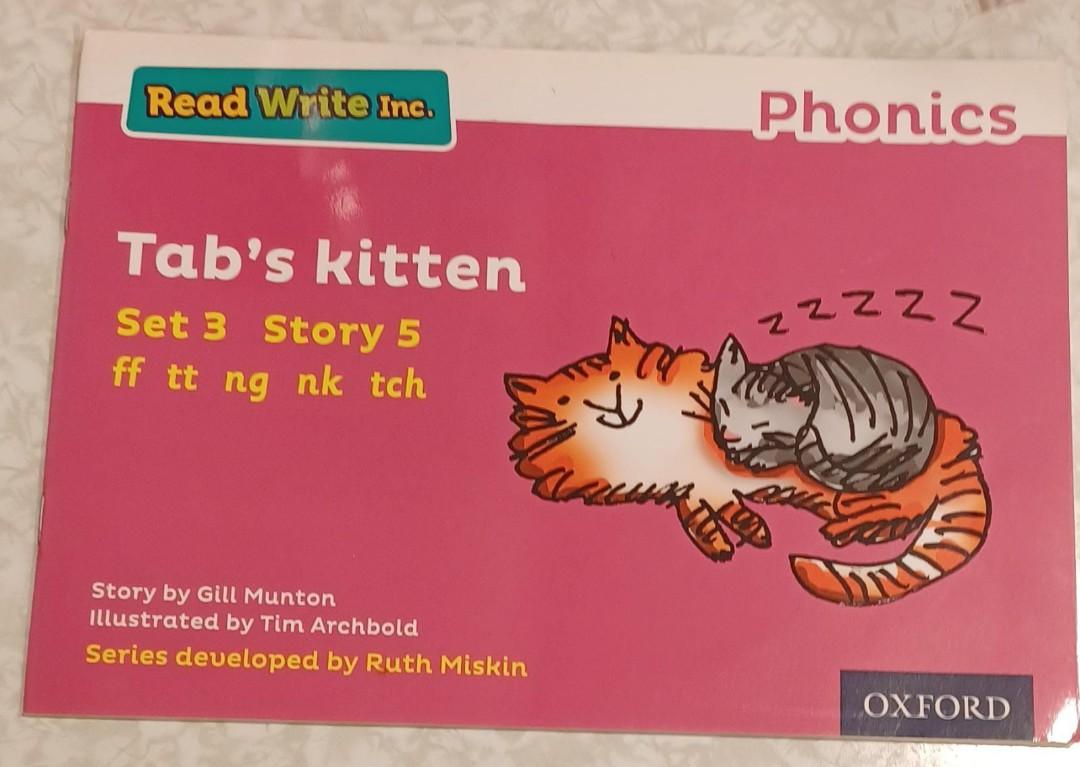 Read Write Inc.
Phonics
Tab's kitten
Set 3 Story 5
ff tt ng nk tch
z z z z z
Story by Gill Munton
Illustrated by Tim Archbold
Series developed by Ruth Miskin
OXFORD